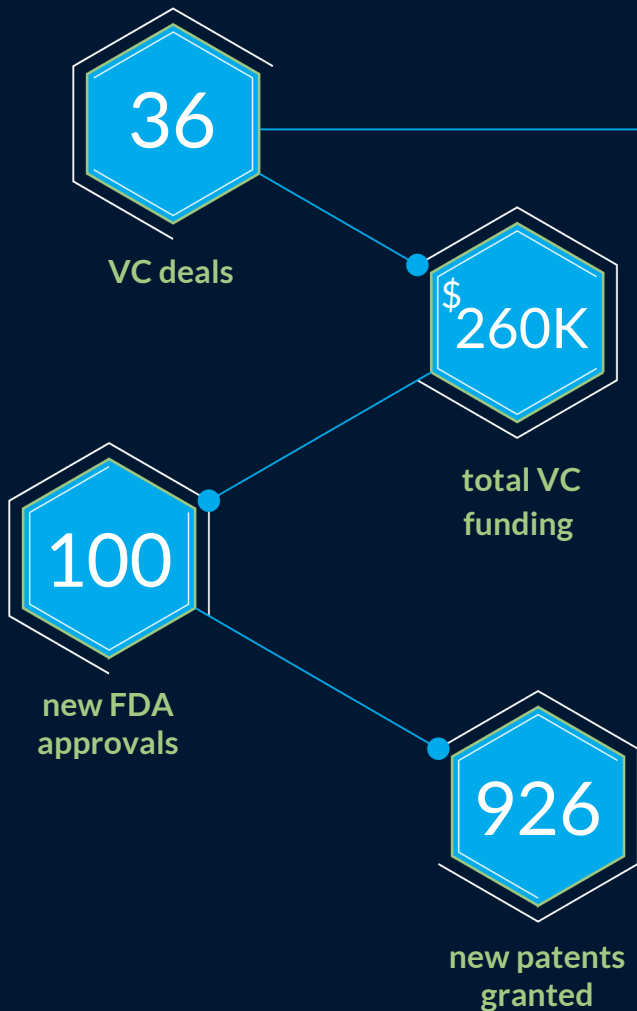 36
VC deals
$260K
total VC
funding
100
new FDA
approvals
926
new patents
granted